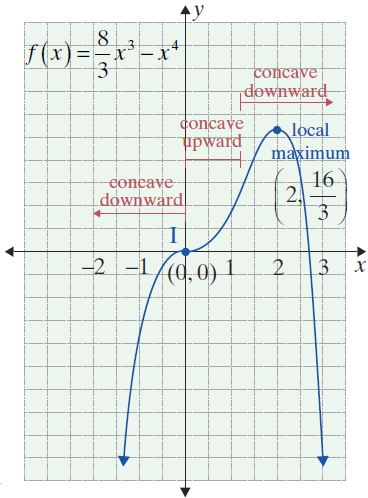 y
f(x) = 8/3 x³ – x⁴
concave
downward
concave
upward
local
maximum
(2, 16/3)
concave
downward
I
–2 –1 (0, 0) 1 2 3 x